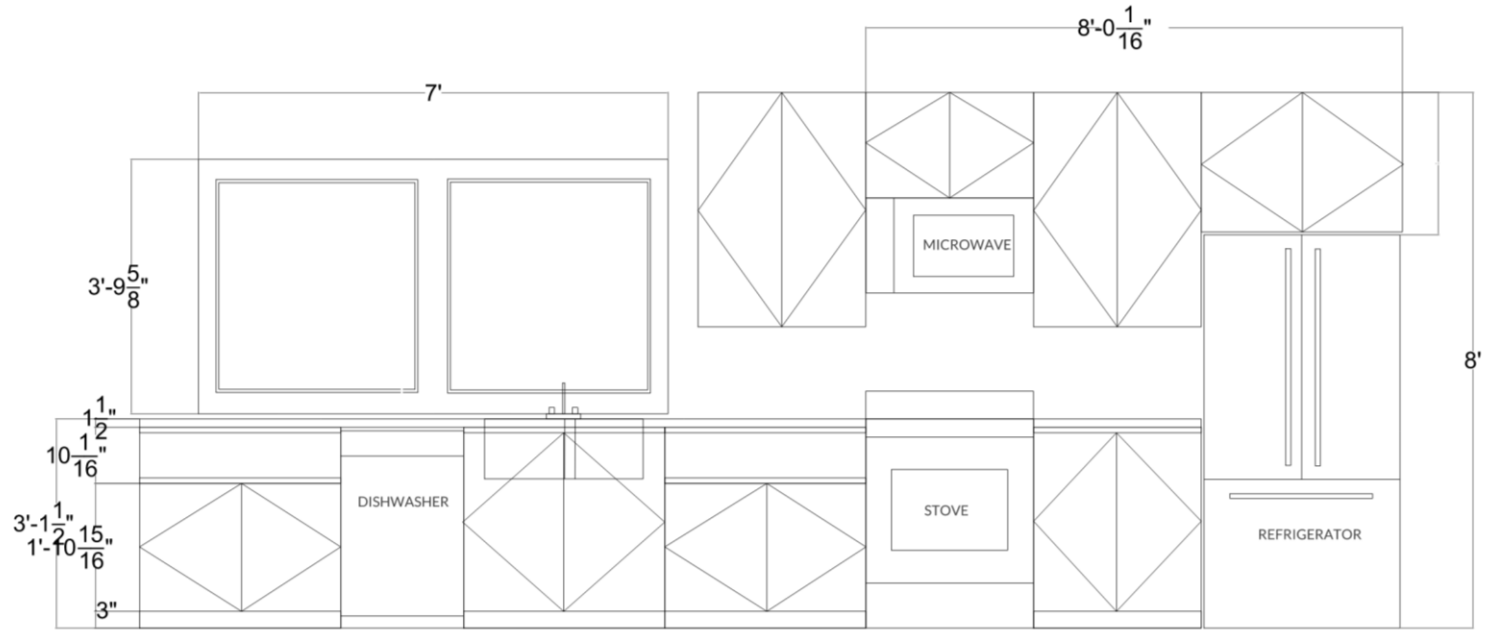 8'-0 1/16"
7'
MICROWAVE
3'-9 5/8"
8'
1 1/2"
10 1/16"
DISHWASHER
STOVE
3'-1 1/2"
REFRIGERATOR
1'-10 15/16"
3"